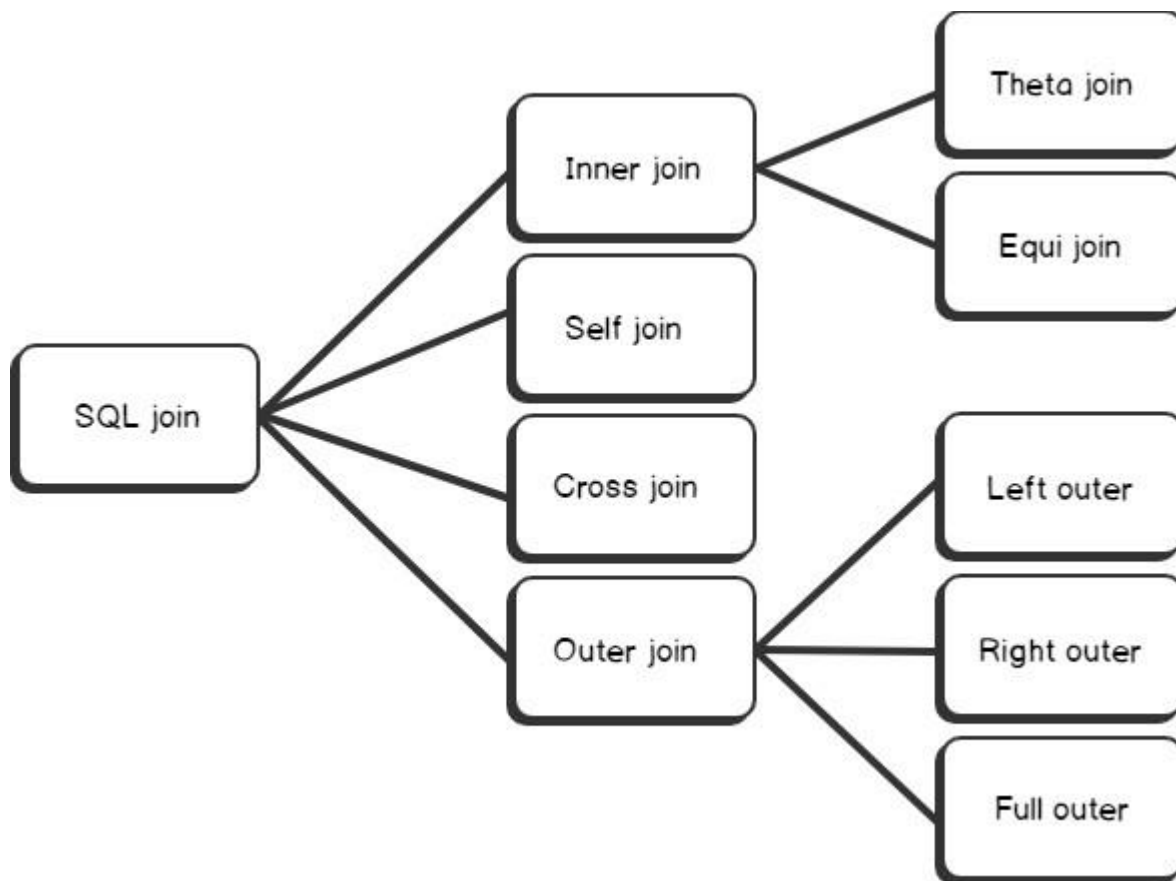 SQL join
Inner join
Self join
Cross join
Outer join
Theta join
Equi join
Left outer
Right outer
Full outer